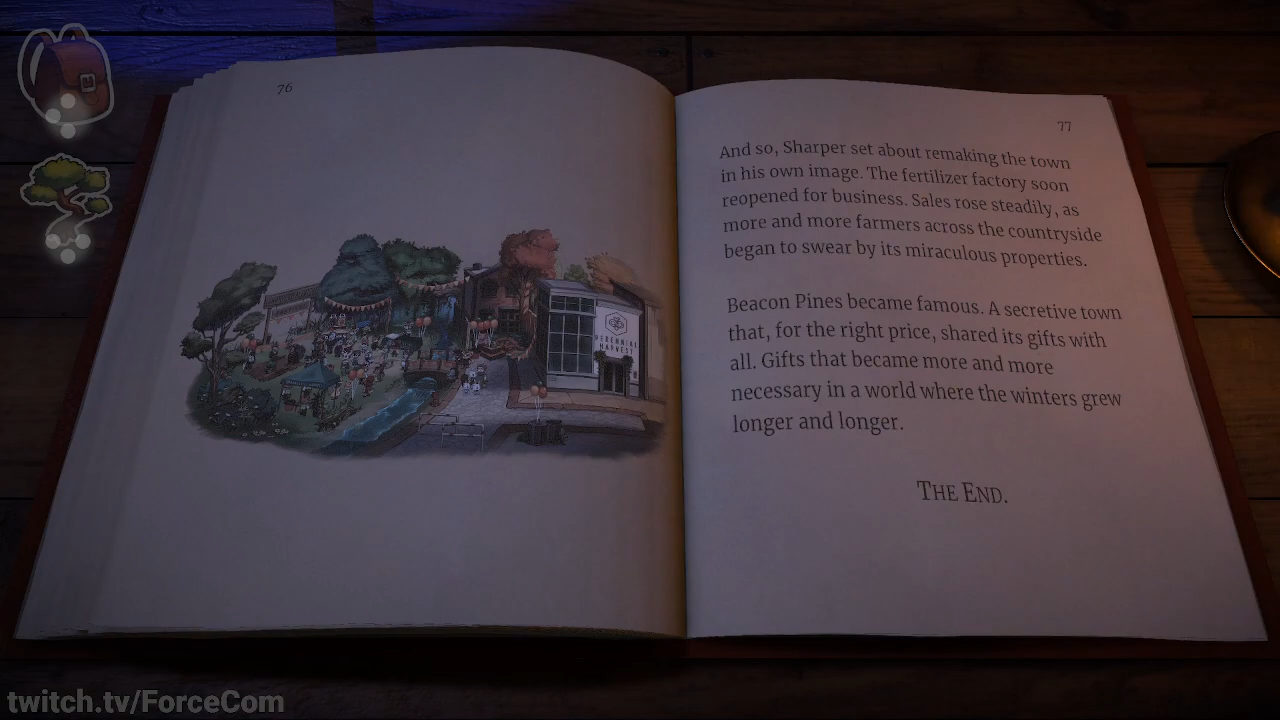 76
PERENNIAL
HARVEST
77
And so, Sharper set about remaking the town
in his own image. The fertilizer factory soon
reopened for business. Sales rose steadily, as
more and more farmers across the countryside
began to swear by its miraculous properties.
Beacon Pines became famous. A secretive town
that, for the right price, shared its gifts with
all. Gifts that became more and more
necessary in a world where the winters grew
longer and longer.
THE END.
twitch.tv/ForceCom